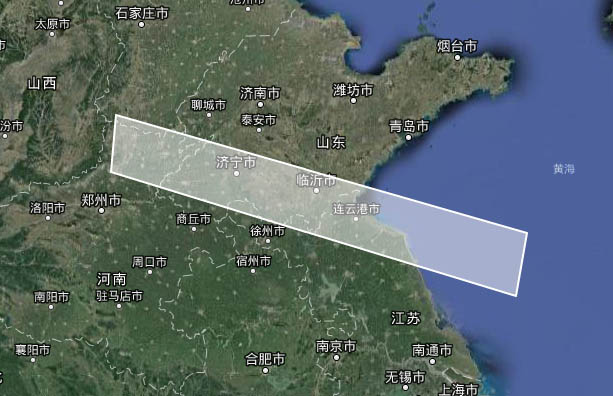 沧州市
石家庄市
太原市
烟台市
山西
济南市
潍坊市
聊城市
泰安市
青岛市
汾市
山东
济宁市
黄海
临沂市
郑州市
洛阳市
连云港市
商丘市
徐州市
周口市
宿州市
河南
南阳市
驻马店市
江苏
襄阳市
合肥市
南京市
南通市
无锡市
上海市